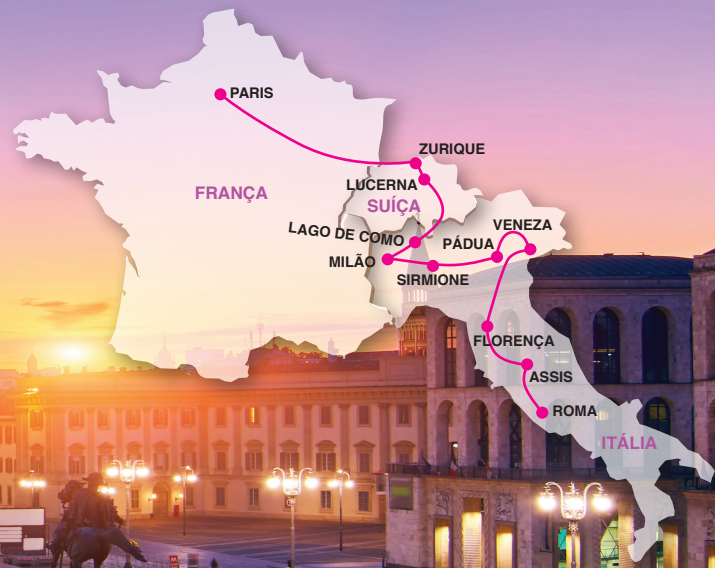 PARIS
ZURIQUE
LUCERNA
FRANÇA
SUÍÇA
LAGO DE COMO
VENEZA
PÁDUA
MILÃO
SIRMIONE
FLORENÇA
ASSIS
ROMA
ITÁLIA